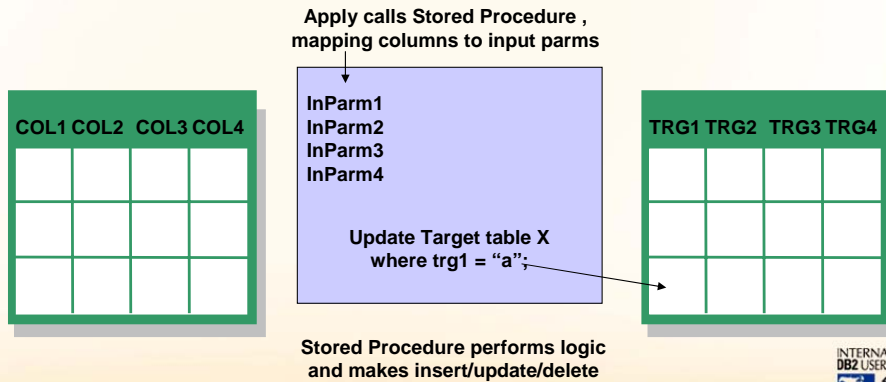 Apply calls Stored Procedure ,
mapping columns to input parms
COL1 COL2 COL3 COL4
InParm1
InParm2
InParm3
InParm4
Update Target table X
where trg1 = “a”;
TRG1 TRG2 TRG3 TRG4
Stored Procedure performs logic
and makes insert/update/delete
DB2 USER